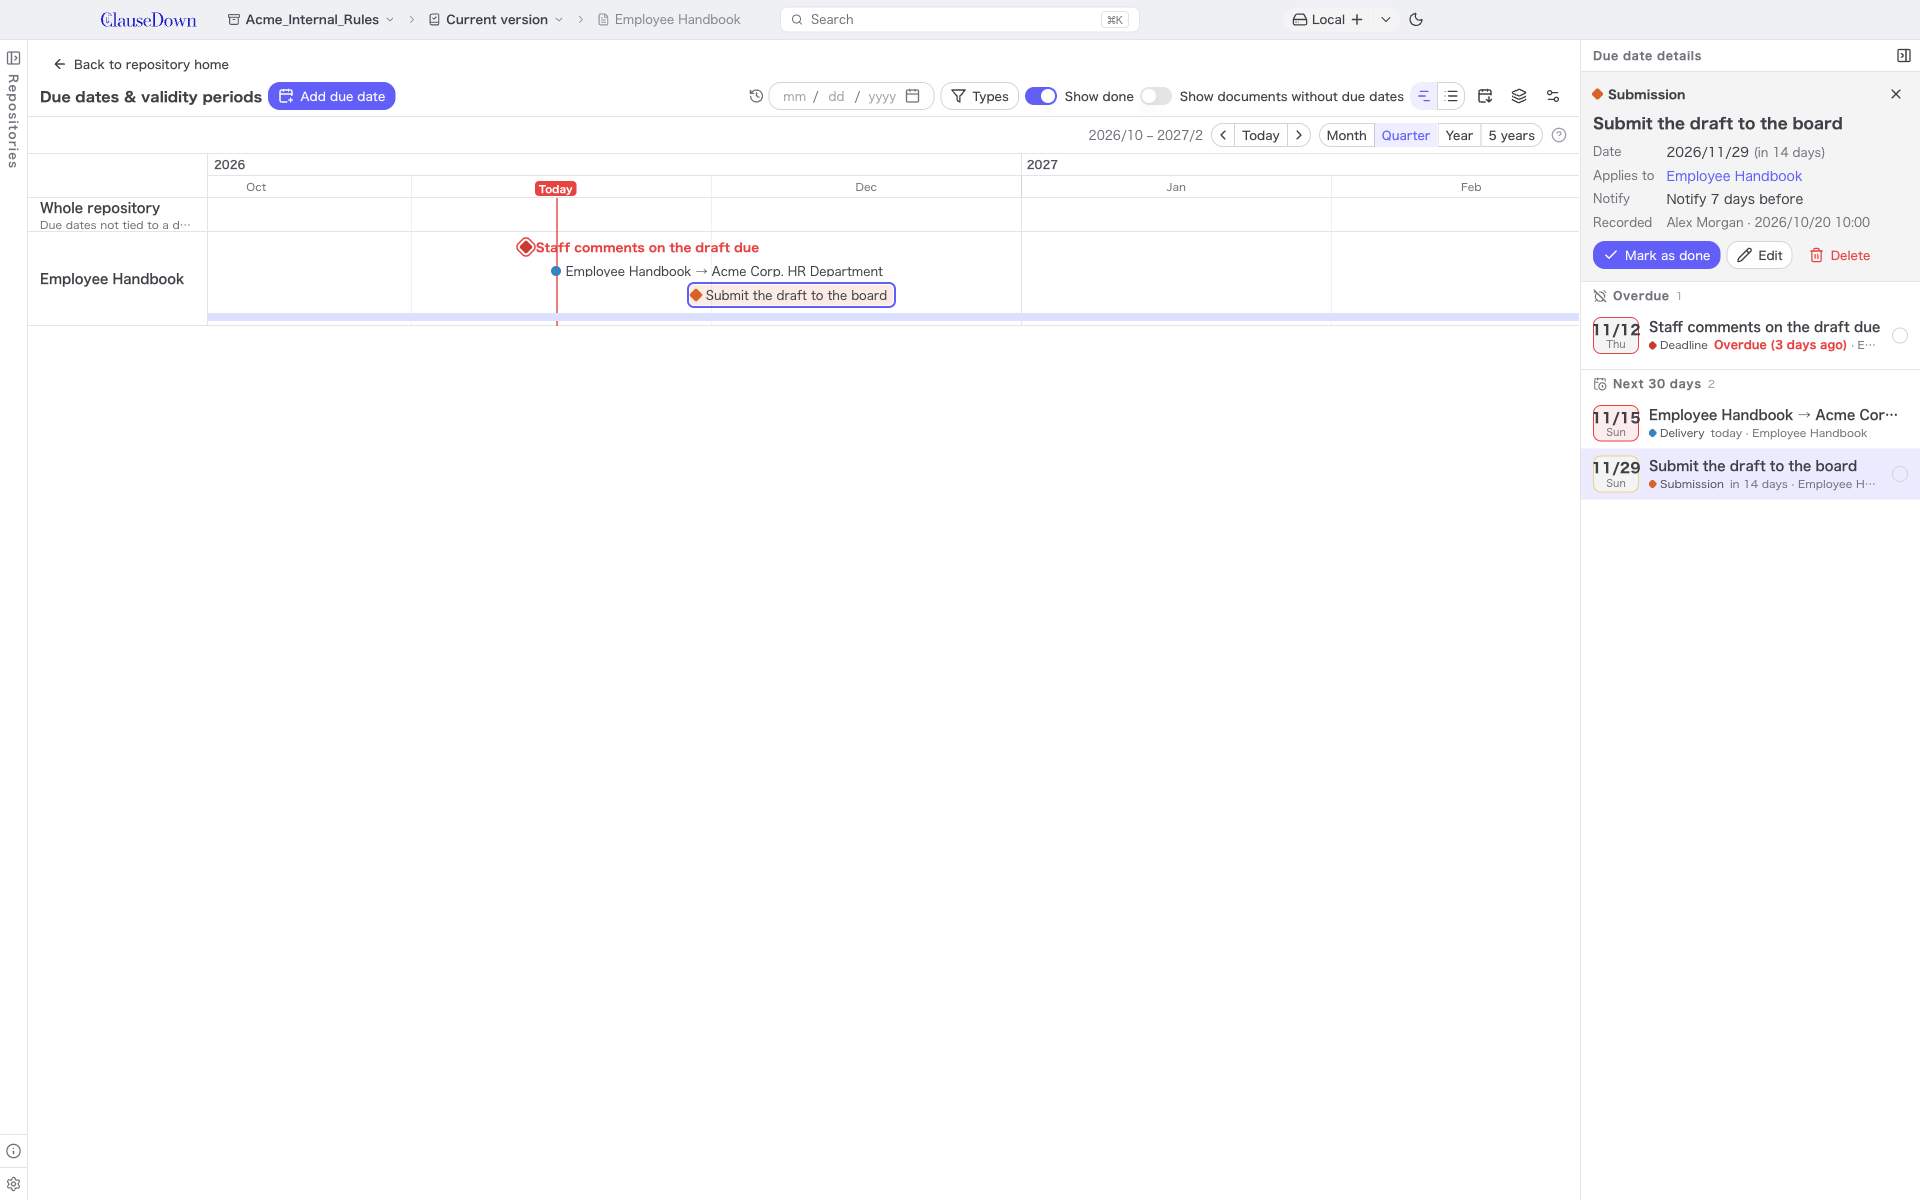 ClauseDown
Acme_Internal_Rules
Current version
Employee Handbook
Search
⌘K
Local
Repositories
Back to repository home
Due dates & validity periods
Add due date
mm / dd / yyyy
Types
Show done
Show documents without due dates
2026/10 – 2027/2
Today
Month
Quarter
Year
5 years
2026
2027
Oct
Today
Dec
Jan
Feb
Whole repository
Due dates not tied to a d…
Employee Handbook
Staff comments on the draft due
Employee Handbook → Acme Corp. HR Department
Submit the draft to the board
Due date details
Submission
Submit the draft to the board
Date 2026/11/29 (in 14 days)
Applies to Employee Handbook
Notify Notify 7 days before
Recorded Alex Morgan · 2026/10/20 10:00
Mark as done
Edit
Delete
Overdue 1
11/12
Thu
Staff comments on the draft due
Deadline Overdue (3 days ago) · E…
Next 30 days 2
11/15
Sun
Employee Handbook → Acme Cor…
Delivery today · Employee Handbook
11/29
Sun
Submit the draft to the board
Submission in 14 days · Employee H…